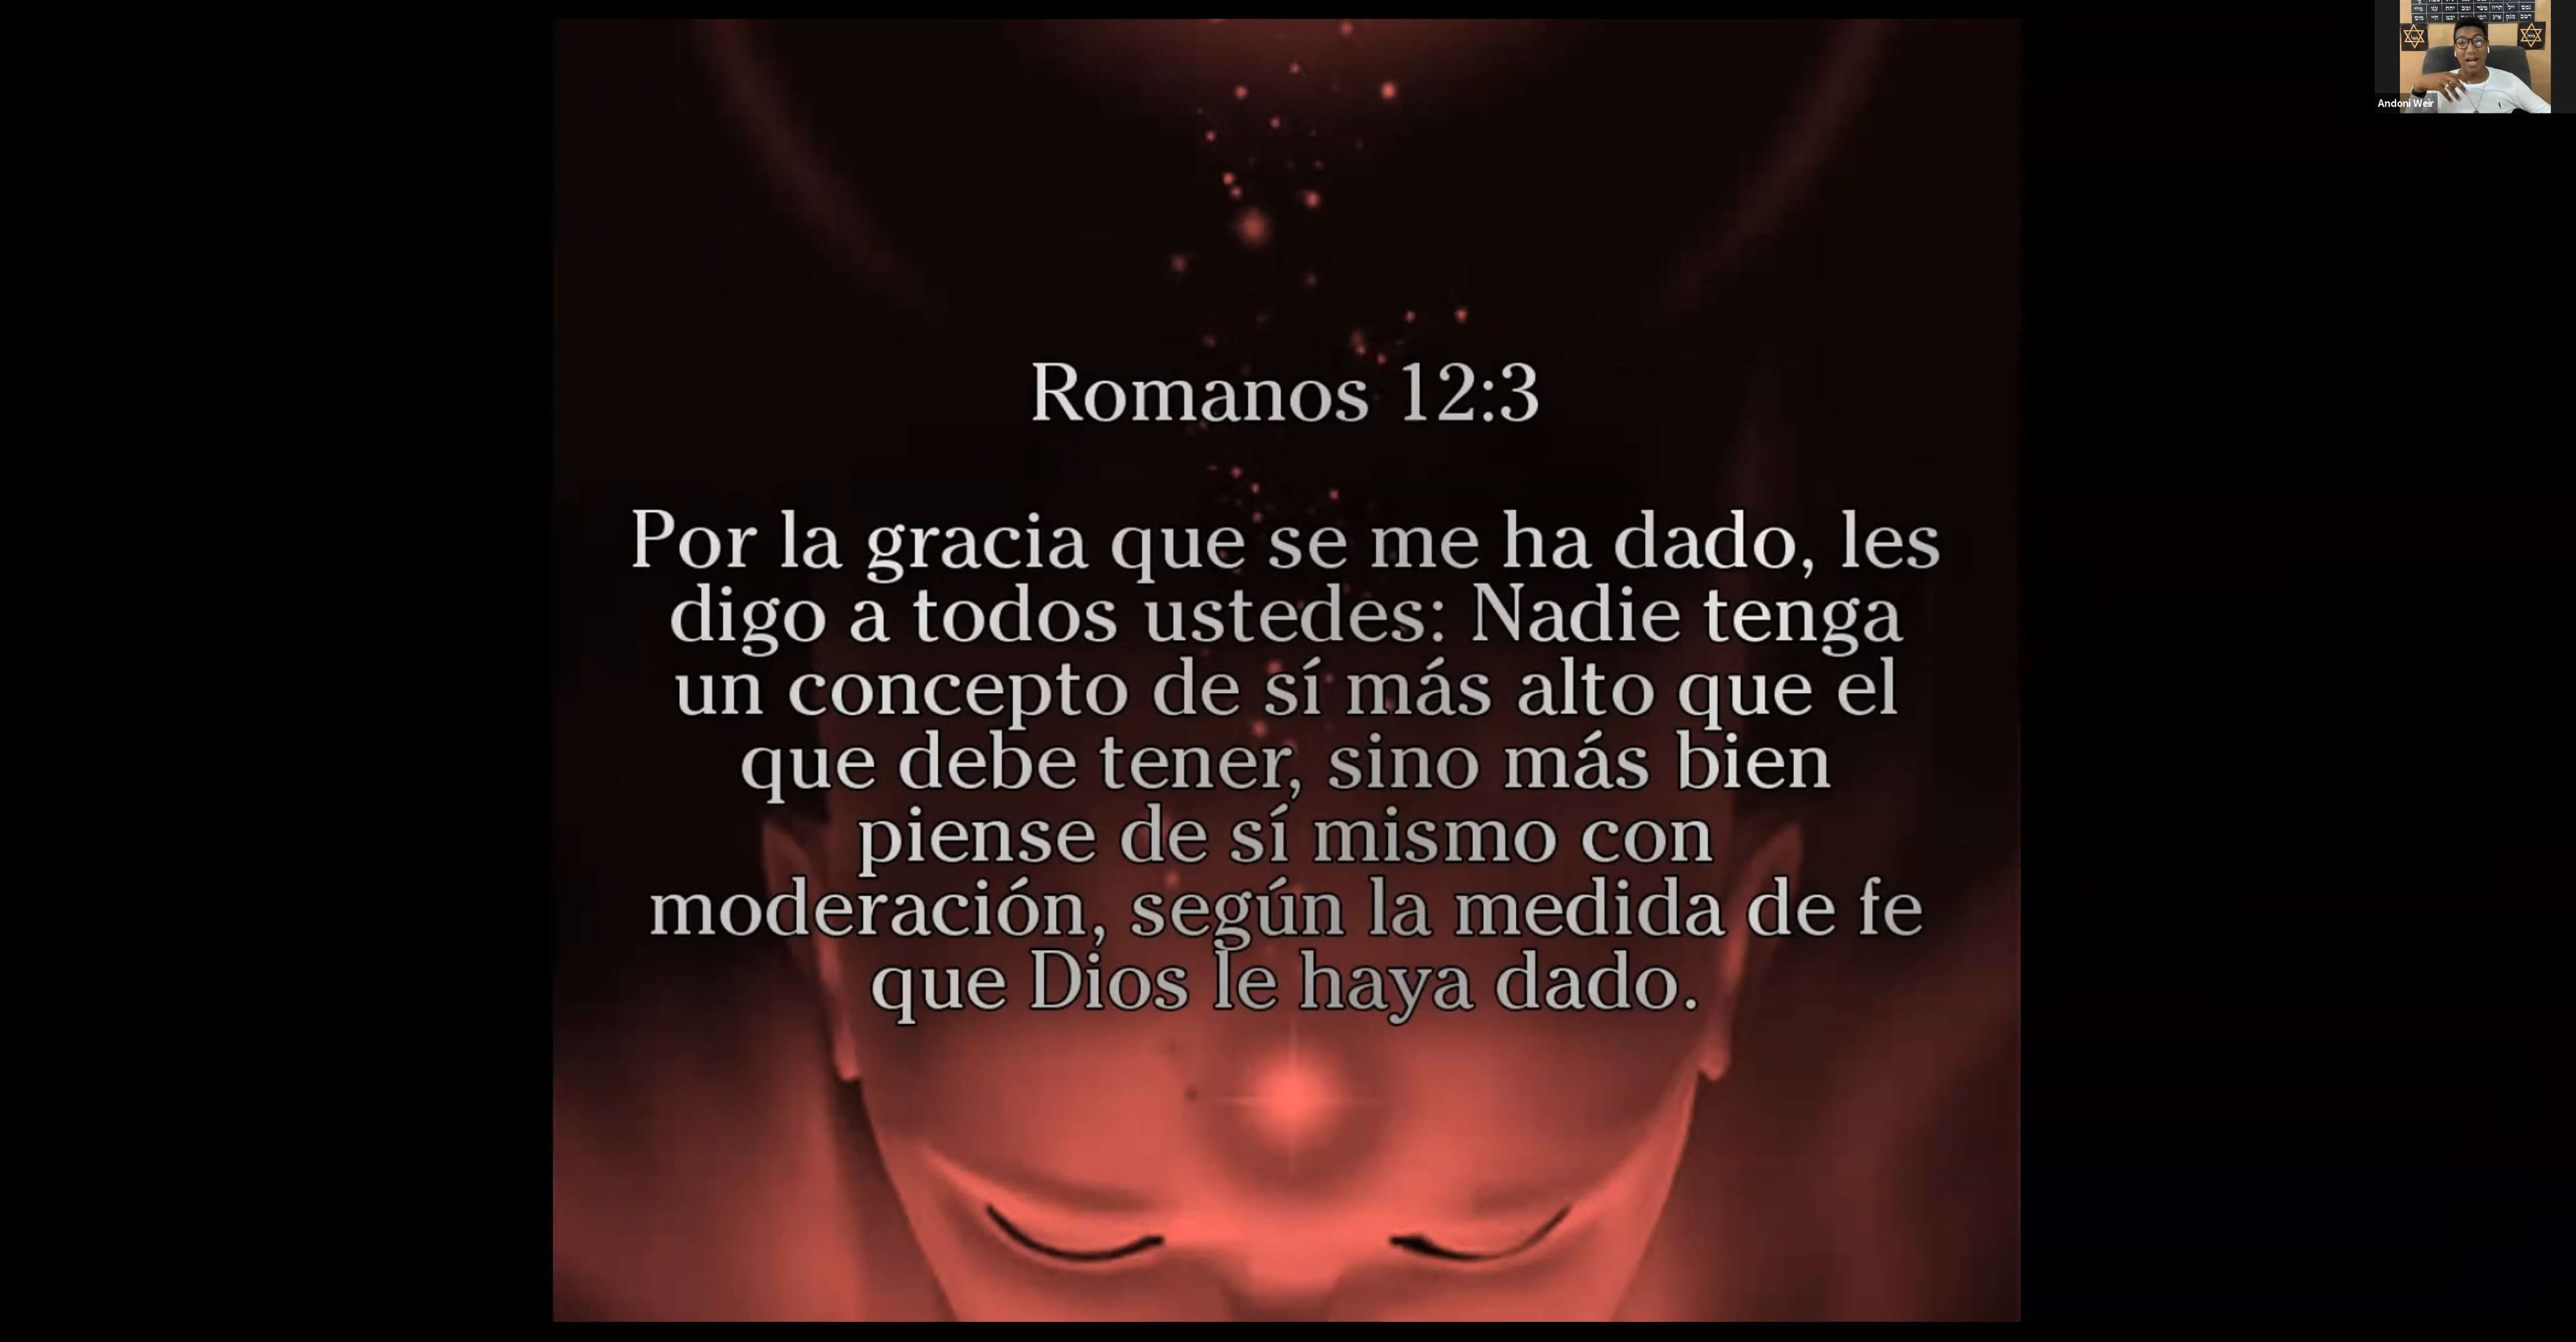 Romanos 12:3
Por la gracia que se me ha dado, les
digo a todos ustedes: Nadie tenga
un concepto de sí más alto que el
que debe tener, sino más bien
piense de sí mismo con
moderación, según la medida de fe
que Dios le haya dado.
Andoni Weir